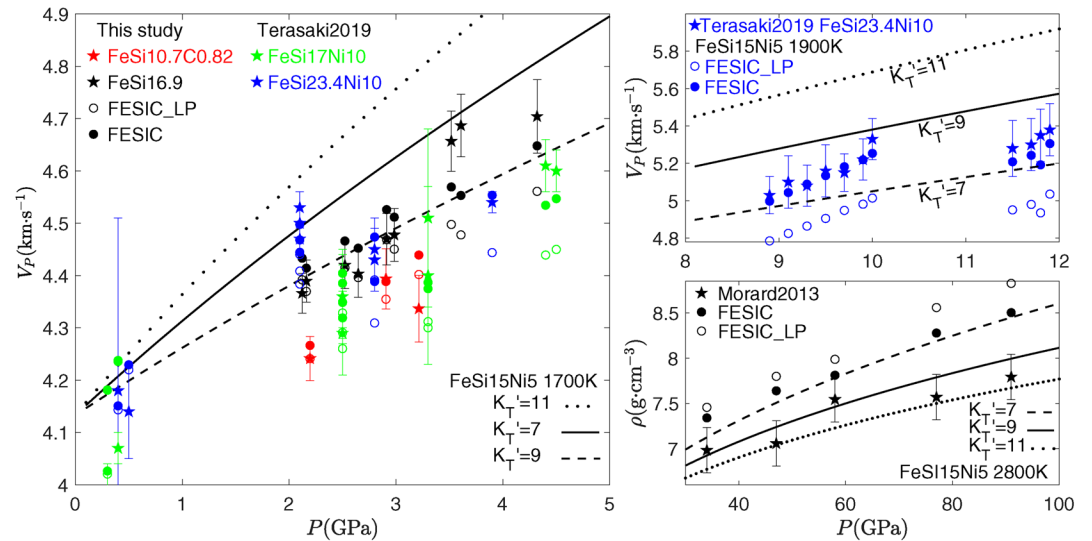 This study
Terasaki2019
FeSi10.7C0.82
FeSi17Ni10
FeSi16.9
FeSi23.4Ni10
FESIC_LP
FESIC
FeSi15Ni5 1700K
K_T'=11
K_T'=7
K_T'=9
4.9
4.8
4.7
4.6
4.5
4.4
4.3
4.2
4.1
4
0 1 2 3 4 5
V_P(km·s⁻¹)
P(GPa)
Terasaki2019 FeSi23.4Ni10
FeSi15Ni5 1900K
FESIC_LP
FESIC
K_T'=11
K_T'=9
K_T'=7
5.8
5.6
5.4
5.2
5
4.8
8 9 10 11 12
V_P(km·s⁻¹)
Morard2013
FESIC
FESIC_LP
K_T'=7
K_T'=9
K_T'=11
FeSI15Ni5 2800K
8.5
8
7.5
7
40 60 80 100
ρ(g·cm⁻³)
P(GPa)